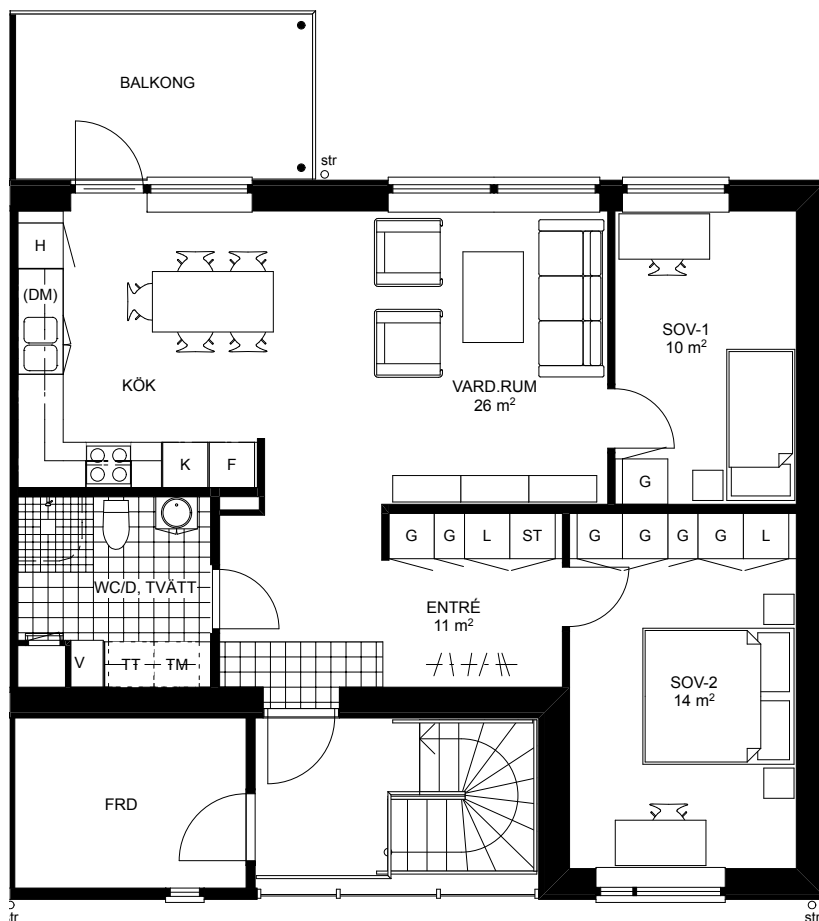 BALKONG
str
H
(DM)
SOV-1
10 m²
KÖK
VARD.RUM
26 m²
K
F
G
G
G
L
ST
G
G
G
G
L
WC/D, TVÄTT
ENTRÉ
11 m²
V
TT
TM
SOV-2
14 m²
FRD
str
str